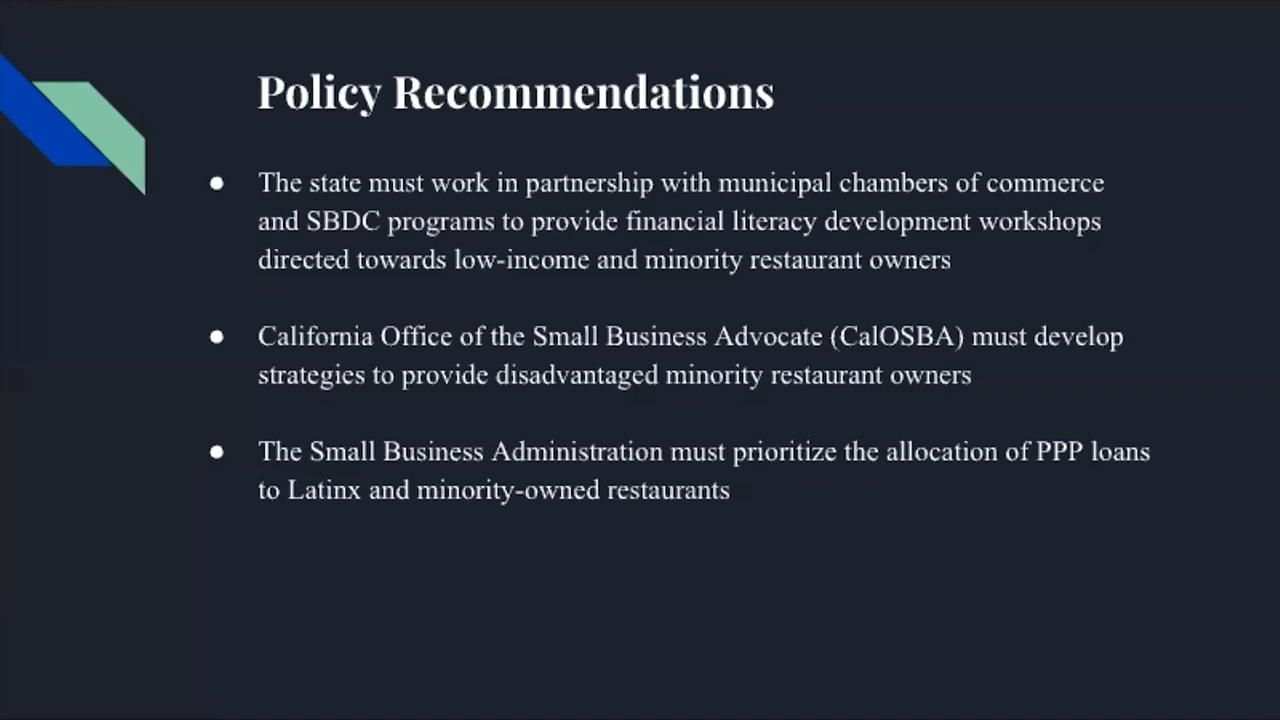 Policy Recommendations
● The state must work in partnership with municipal chambers of commerce
and SBDC programs to provide financial literacy development workshops
directed towards low-income and minority restaurant owners
● California Office of the Small Business Advocate (CalOSBA) must develop
strategies to provide disadvantaged minority restaurant owners
● The Small Business Administration must prioritize the allocation of PPP loans
to Latinx and minority-owned restaurants